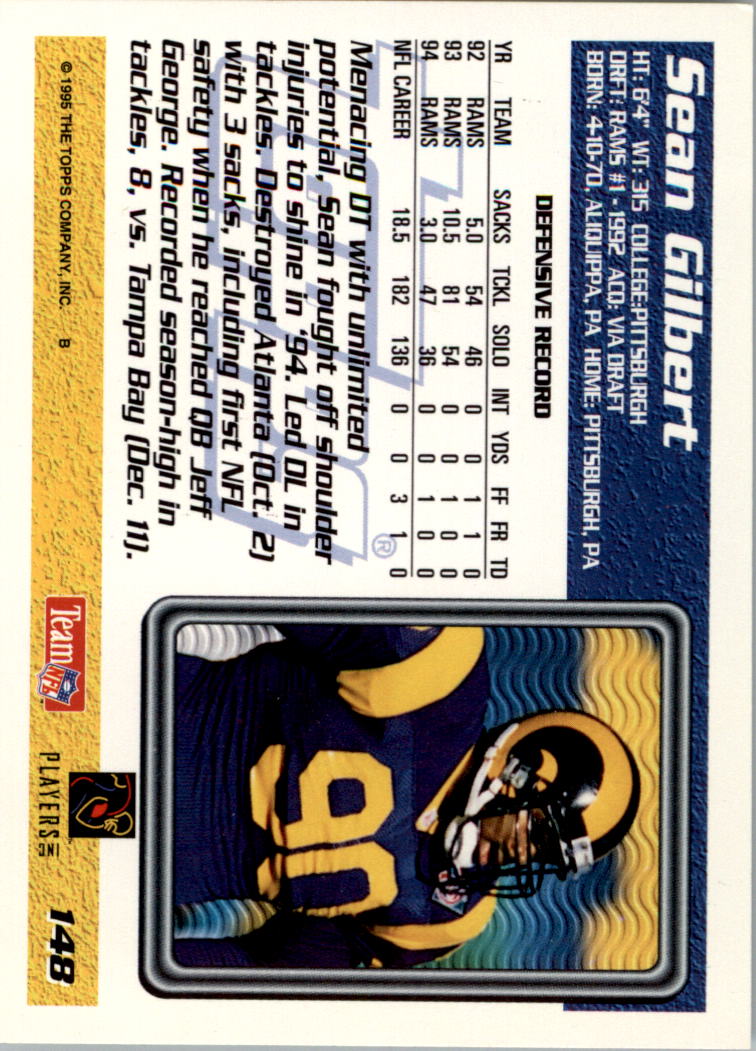 Sean Gilbert
HT: 6'4" WT: 315 COLLEGE:PITTSBURGH
DRFT: RAMS #1 - 1992 ACQ: VIA DRAFT
BORN: 4-10-70, ALIQUIPPA, PA HOME: PITTSBURGH, PA
DEFENSIVE RECORD
YR TEAM SACKS TCKL SOLO INT YDS FF FR TD
92 RAMS 5.0 54 46 0 0 1 1 0
93 RAMS 10.5 81 54 0 0 1 0 0
94 RAMS 3.0 47 36 0 0 1 0 0
NFL CAREER 18.5 182 136 0 0 3 1 0
Menacing DT with unlimited
potential, Sean fought off shoulder
injuries to shine in '94. Led DL in
tackles. Destroyed Atlanta (Oct. 2)
with 3 sacks, including first NFL
safety when he reached QB Jeff
George. Recorded season-high in
tackles, 8, vs. Tampa Bay (Dec. 11).
®
90
© 1995 THE TOPPS COMPANY, INC. B
Team NFL
PLAYERS INC
148